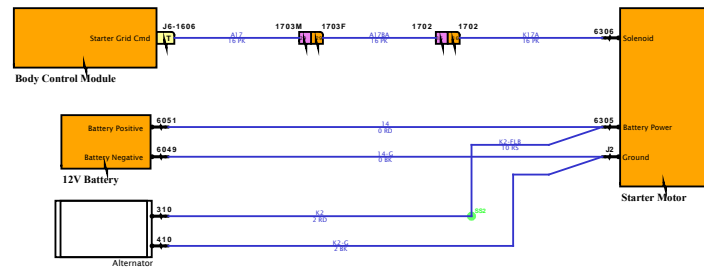 J6-1606
1703M
1703F
1702
1702
6306
Starter Grid Cmd
T
A17
16 PK
A178A
16 PK
K17A
16 PK
Solenoid
Body Control Module
6051
14
0 RD
6305
Battery Positive
Battery Power
K2-FLB
10 RS
6049
14-G
0 BK
J2
Battery Negative
Ground
12V Battery
Starter Motor
310
K2
2 RD
410
K2-G
2 BK
Alternator